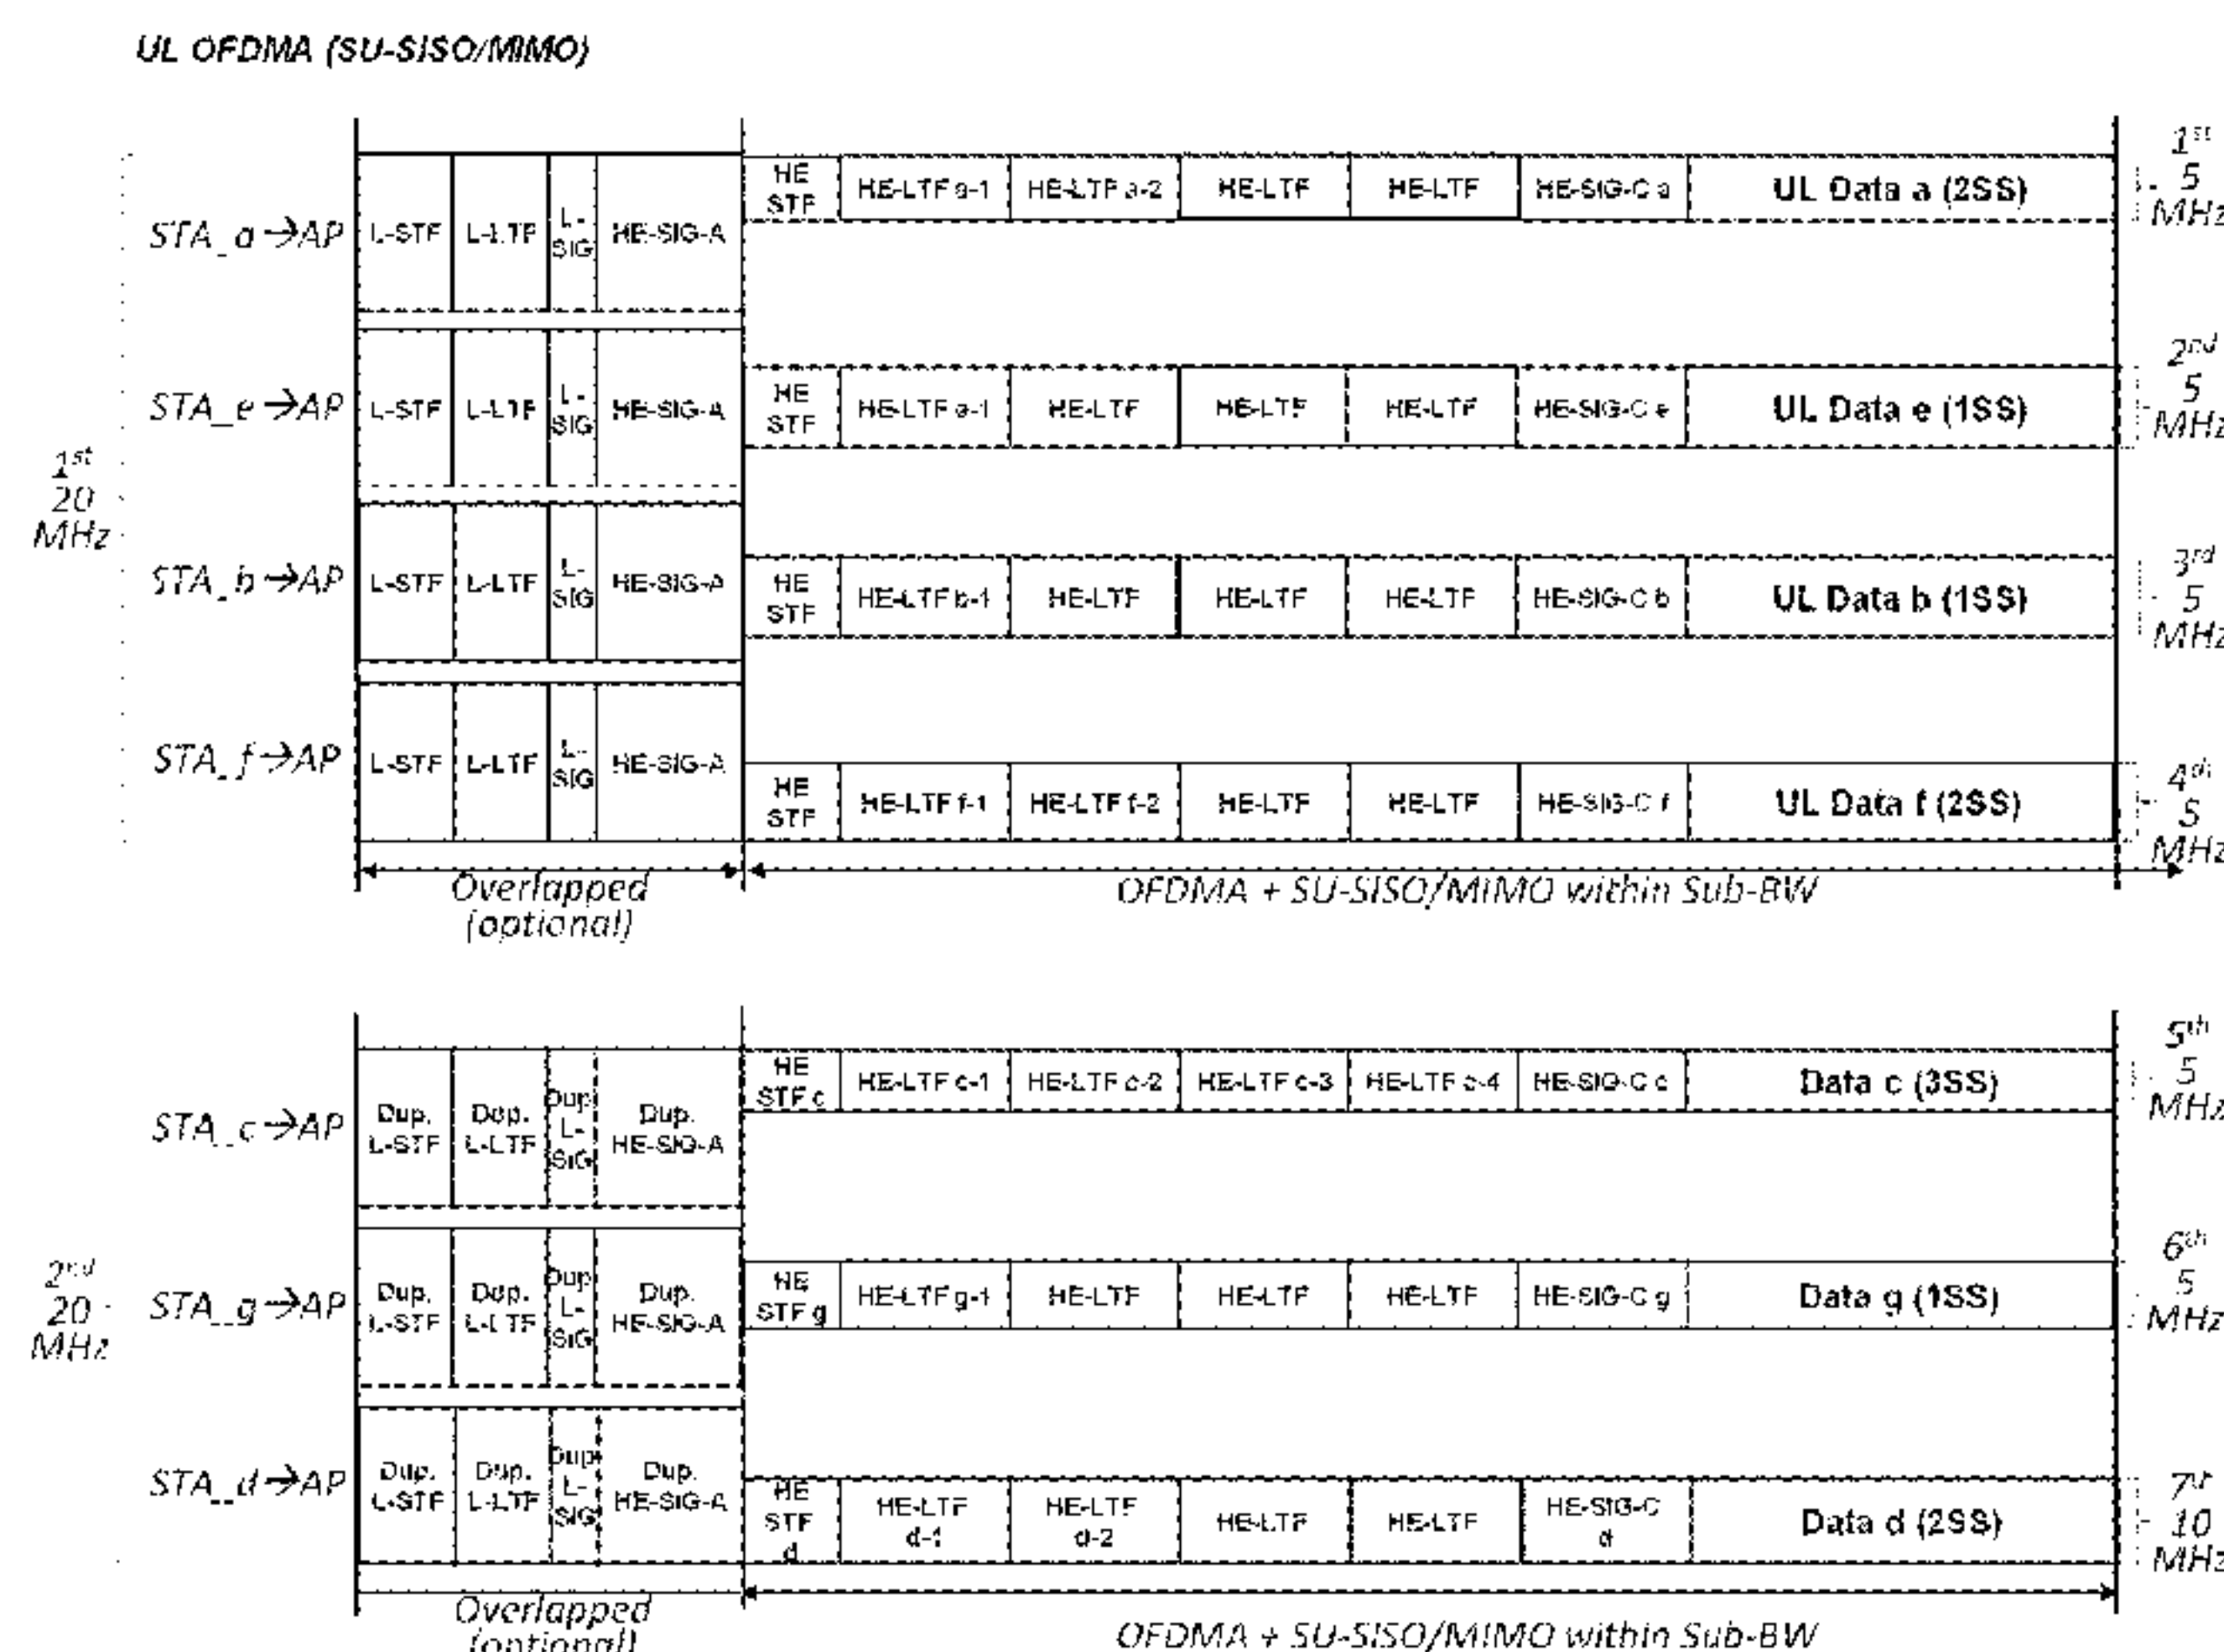 UL OFDMA (SU-SISO/MIMO)
1st 20 MHz
STA_a→AP L-STF L-LTF L-SIG HE-SIG-A HE STF HE-LTF a-1 HE-LTF a-2 HE-LTF HE-LTF HE-SIG-C a UL Data a (2SS) 1st 5 MHz
STA_e→AP L-STF L-LTF L-SIG HE-SIG-A HE STF HE-LTF e-1 HE-LTF HE-LTF HE-LTF HE-SIG-C e UL Data e (1SS) 2nd 5 MHz
STA_b→AP L-STF L-LTF L-SIG HE-SIG-A HE STF HE-LTF b-1 HE-LTF HE-LTF HE-LTF HE-SIG-C b UL Data b (1SS) 3rd 5 MHz
STA_f→AP L-STF L-LTF L-SIG HE-SIG-A HE STF HE-LTF f-1 HE-LTF f-2 HE-LTF HE-LTF HE-SIG-C f UL Data f (2SS) 4th 5 MHz
Overlapped (optional) OFDMA + SU-SISO/MIMO within Sub-BW
2nd 20 MHz
STA_c→AP Dup. L-STF Dup. L-LTF Dup L-SIG Dup. HE-SIG-A HE STF c HE-LTF c-1 HE-LTF c-2 HE-LTF c-3 HE-LTF c-4 HE-SIG-C c Data c (3SS) 5th 5 MHz
STA_g→AP Dup. L-STF Dup. L-LTF Dup L-SIG Dup. HE-SIG-A HE STF g HE-LTF g-1 HE-LTF HE-LTF HE-LTF HE-SIG-C g Data g (1SS) 6th 5 MHz
STA_d→AP Dup. L-STF Dup. L-LTF Dup L-SIG Dup. HE-SIG-A HE STF d HE-LTF d-1 HE-LTF d-2 HE-LTF HE-LTF HE-SIG-C d Data d (2SS) 7th 10 MHz
Overlapped (optional) OFDMA + SU-SISO/MIMO within Sub-BW